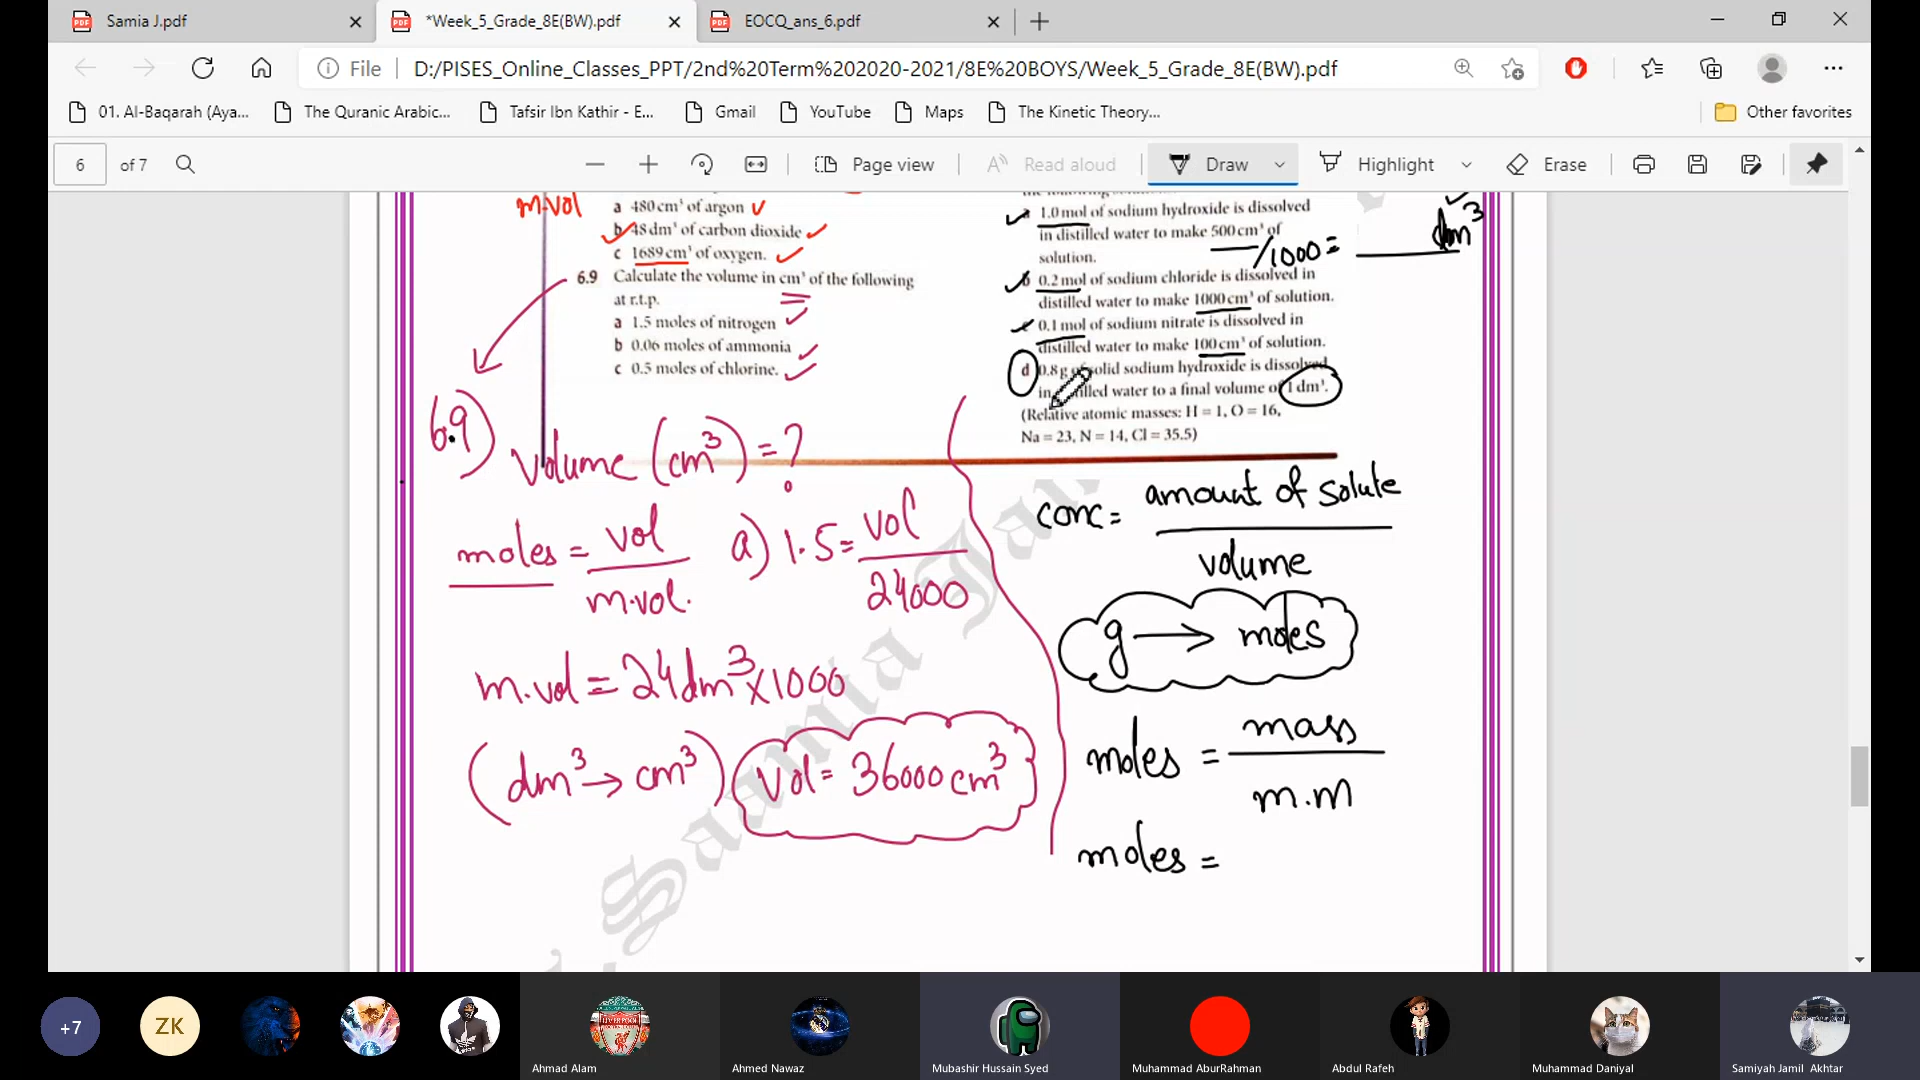 Samia J.pdf
*Week_5_Grade_8E(BW).pdf
EOCQ_ans_6.pdf
File D:/PISES_Online_Classes_PPT/2nd%20Term%202020-2021/8E%20BOYS/Week_5_Grade_8E(BW).pdf
01. Al-Baqarah (Aya...
The Quranic Arabic...
Tafsir Ibn Kathir - E...
Gmail
YouTube
Maps
The Kinetic Theory...
Other favorites
6 of 7
Page view
Read aloud
Draw
Highlight
Erase
m.vol
a 480 cm³ of argon
b 48 dm³ of carbon dioxide
c 1689 cm³ of oxygen.
6.9 Calculate the volume in cm³ of the following
at r.t.p.
a 1.5 moles of nitrogen
b 0.06 moles of ammonia
c 0.5 moles of chlorine.
a 1.0 mol of sodium hydroxide is dissolved
in distilled water to make 500 cm³ of
solution.
/1000 = dm³
b 0.2 mol of sodium chloride is dissolved in
distilled water to make 1000 cm³ of solution.
0.1 mol of sodium nitrate is dissolved in
distilled water to make 100 cm³ of solution.
d 0.8 g of solid sodium hydroxide is dissolved
in water to a final volume of 1 dm³.
(Relative atomic masses: H = 1, O = 16,
Na = 23, N = 14, Cl = 35.5)
6.9)
volume (cm³) = ?
moles = vol / m.vol.
a) 1.5 = vol / 24000
m.vol = 24dm³ x 1000
(dm³ → cm³)
Vol = 36000 cm³
conc = amount of solute / volume
g → moles
moles = mass / m.m
moles =
+7
ZK
Ahmad Alam
Ahmed Nawaz
Mubashir Hussain Syed
Muhammad AburRahman
Abdul Rafeh
Muhammad Daniyal
Samiyah Jamil Akhtar